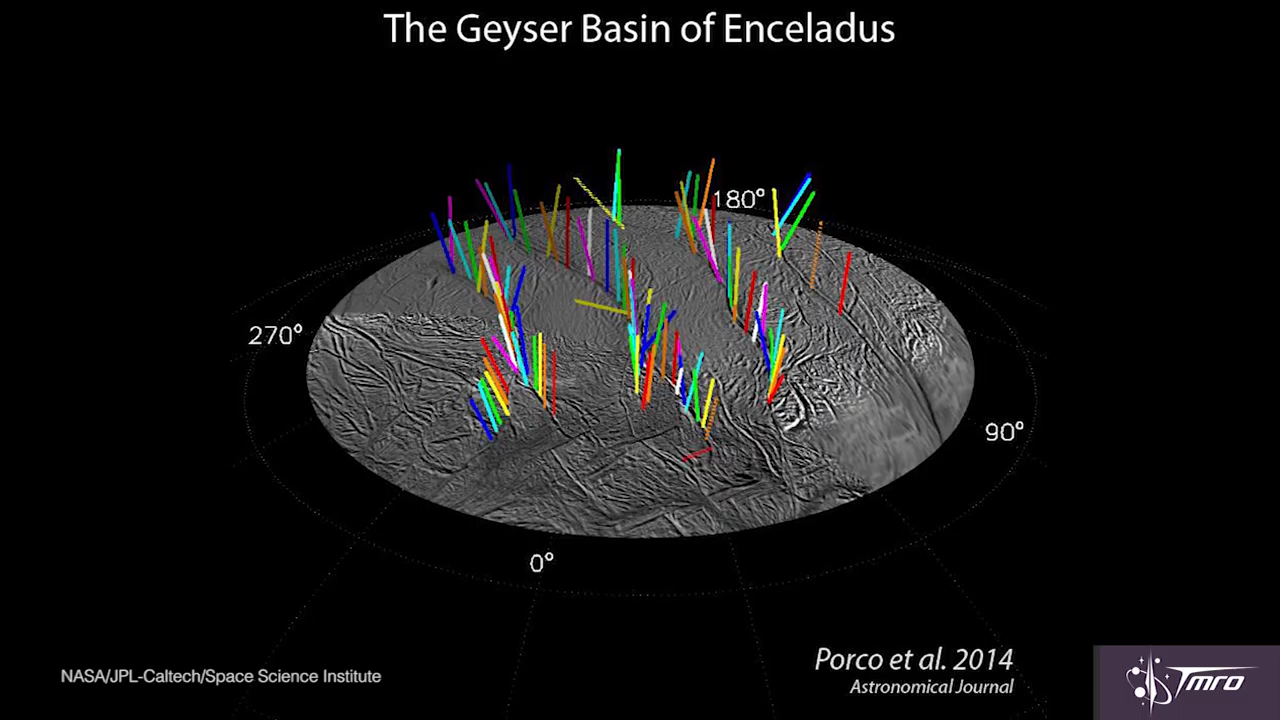 The Geyser Basin of Enceladus
180°
270°
90°
0°
Porco et al. 2014
Astronomical Journal
NASA/JPL-Caltech/Space Science Institute
TMRO